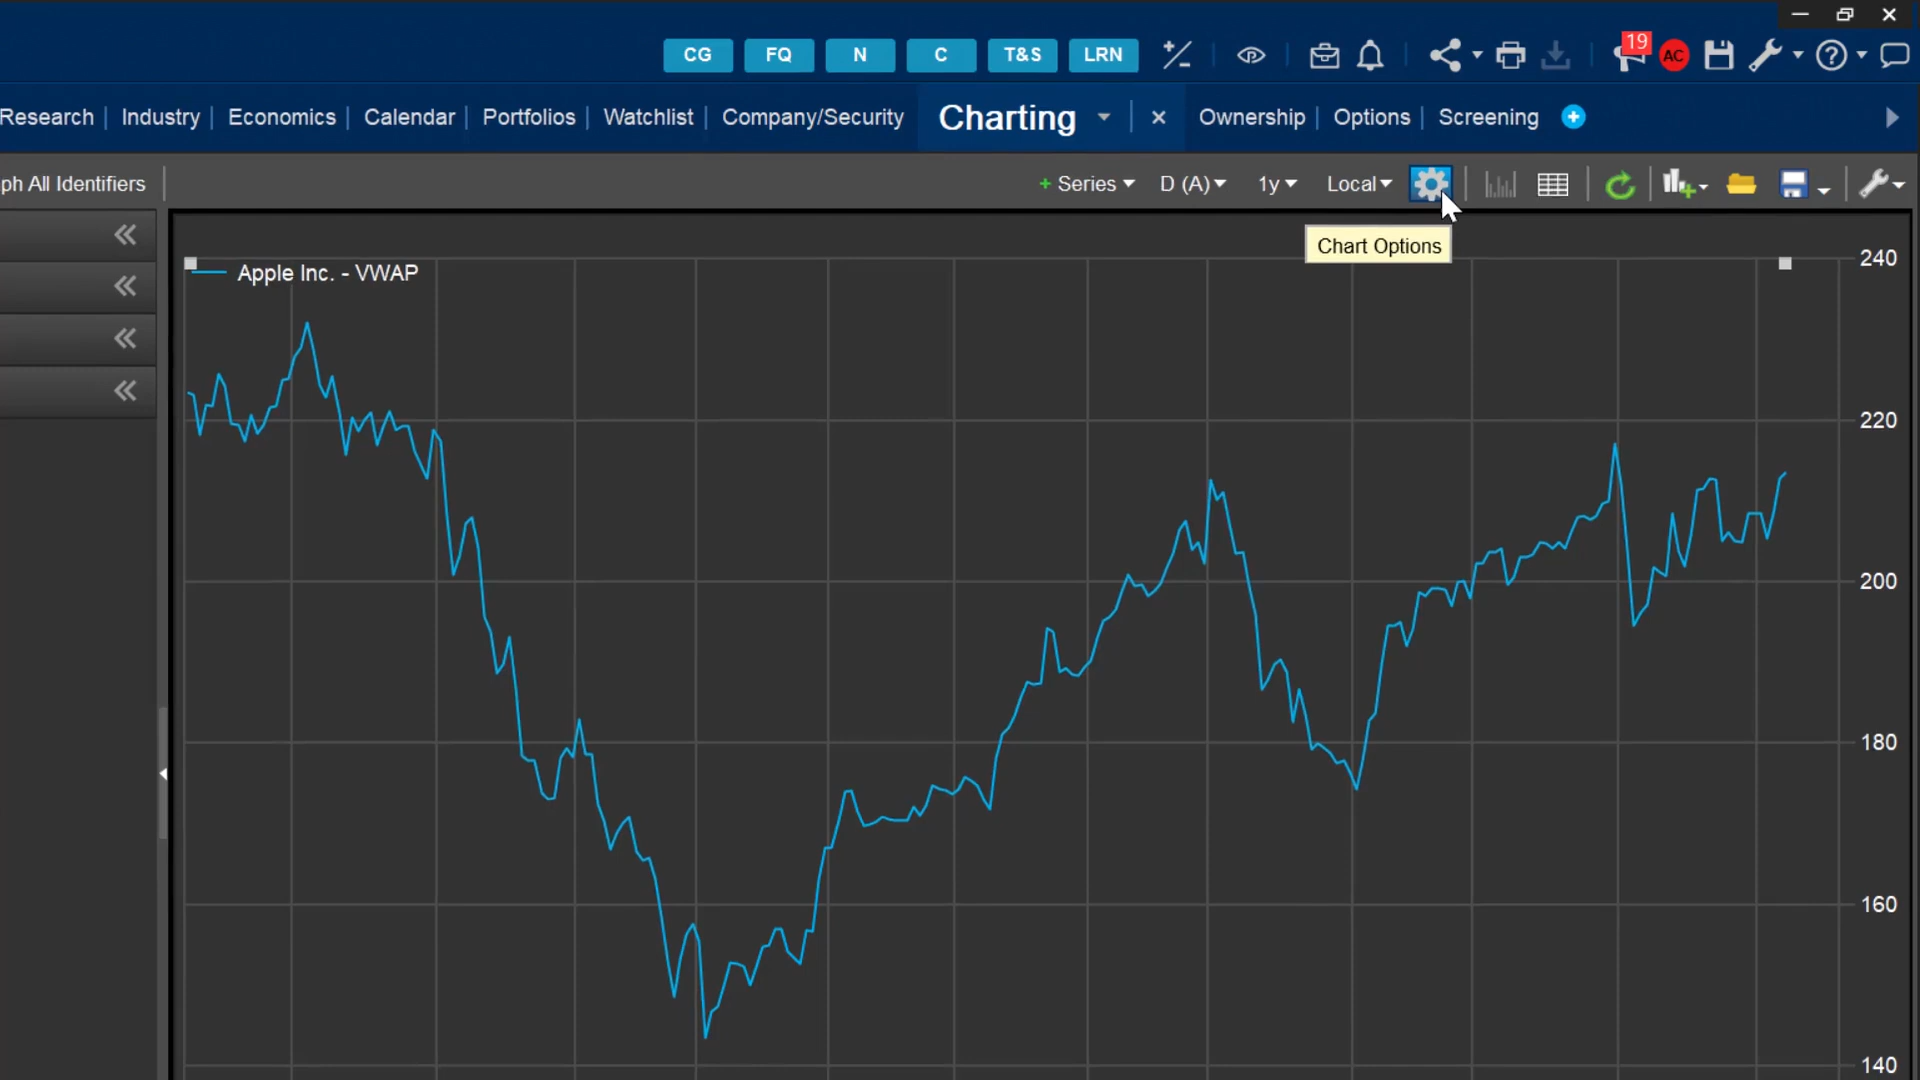 CG FQ N C T&S LRN 19 AC
Research Industry Economics Calendar Portfolios Watchlist Company/Security Charting Ownership Options Screening
ph All Identifiers + Series D (A) 1y Local
Chart Options
Apple Inc. - VWAP
240
220
200
180
160
140